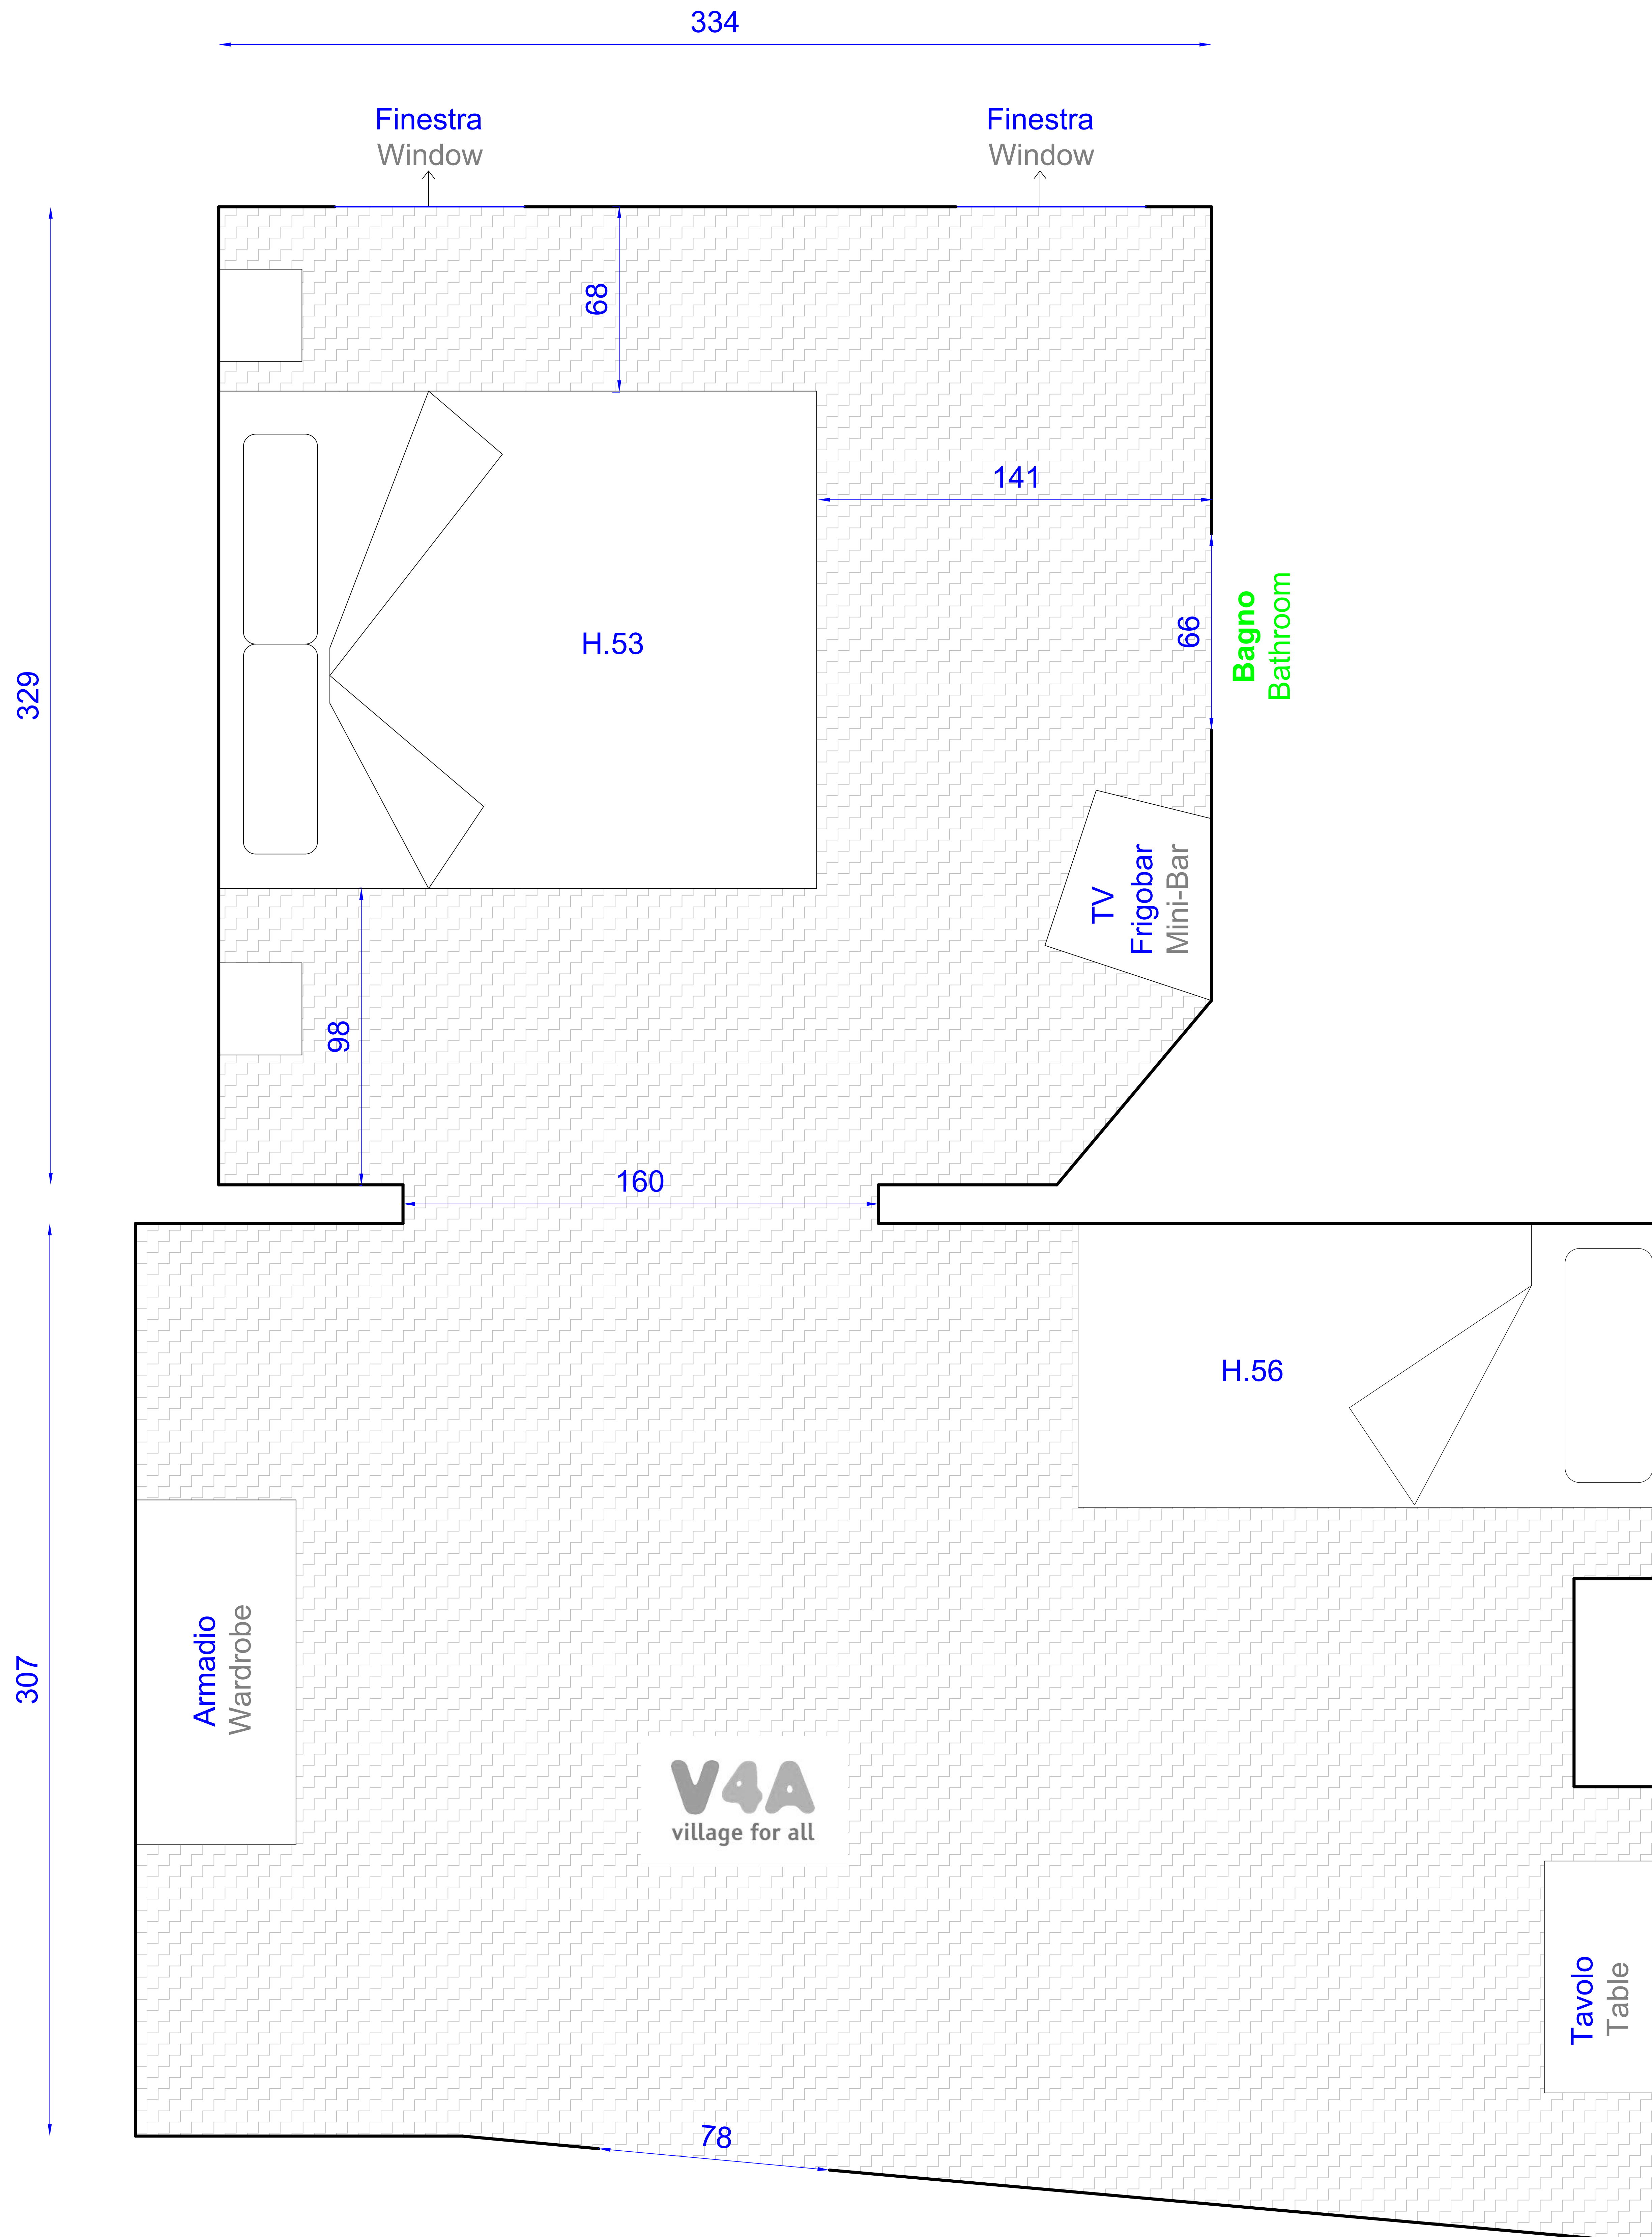 334
Finestra
Window
Finestra
Window
68
141
329
H.53
66
Bagno
Bathroom
TV
Frigobar
Mini-Bar
98
160
H.56
307
Armadio
Wardrobe
V4A
village for all
Tavolo
Table
78